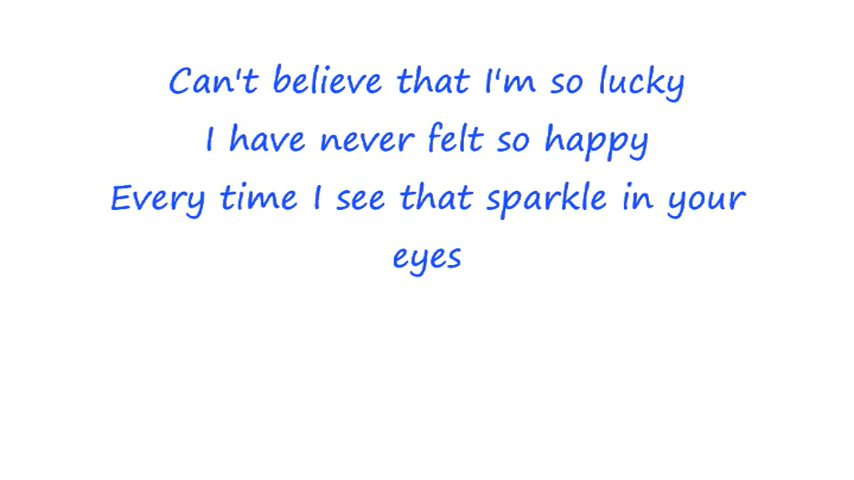 Can't believe that I'm so lucky
I have never felt so happy
Every time I see that sparkle in your
eyes